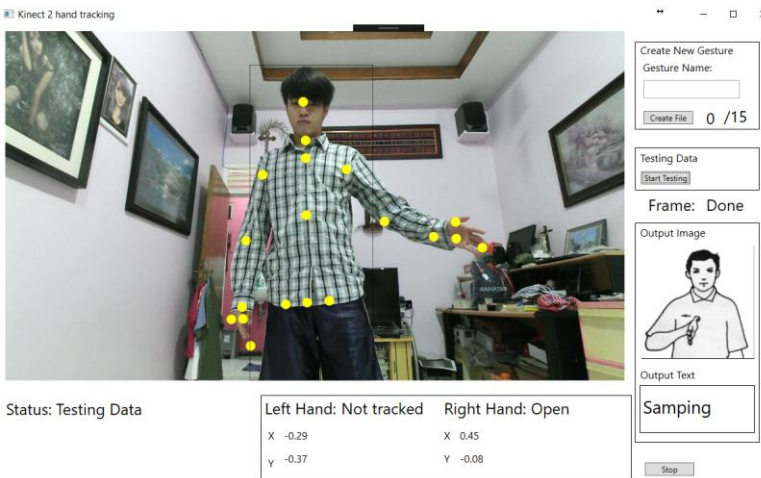 Kinect 2 hand tracking
Create New Gesture
Gesture Name:
Create File 0 /15
Testing Data
Start Testing
Frame: Done
Output Image
Output Text
Samping
Stop
Status: Testing Data
Left Hand: Not tracked Right Hand: Open
X -0.29 X 0.45
Y -0.37 Y -0.08